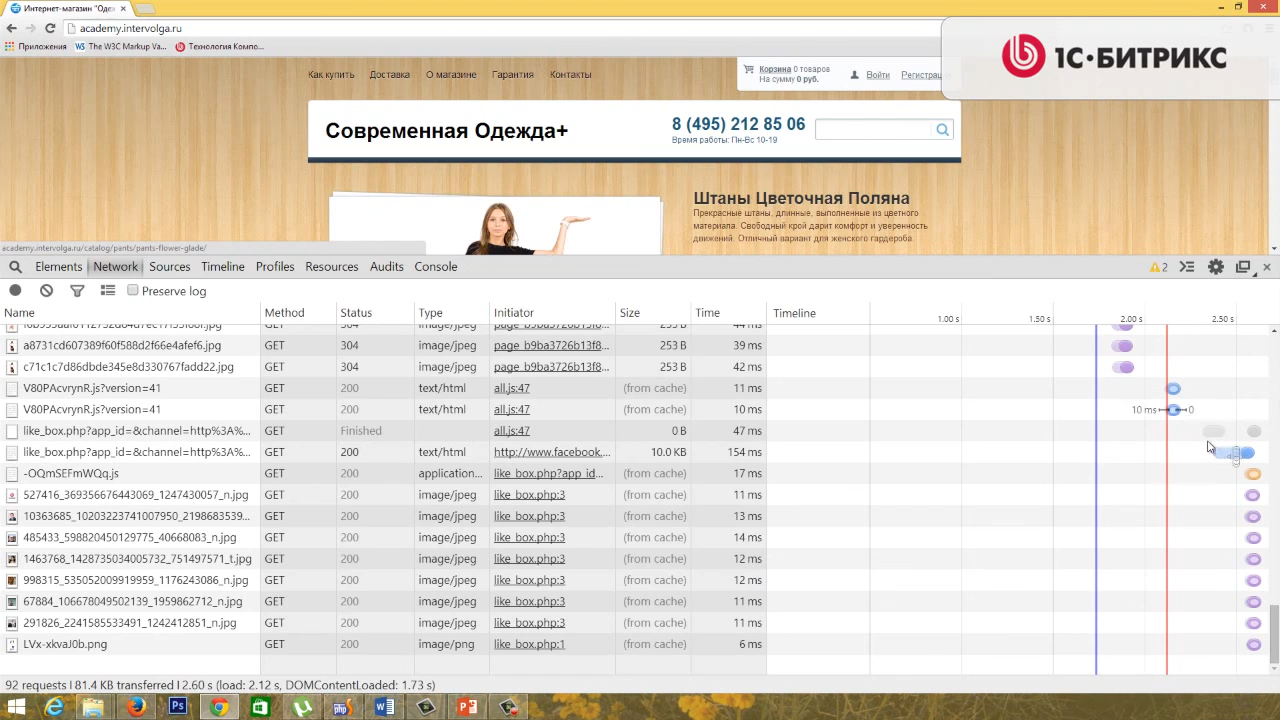 Интернет-магазин "Оде
academy.intervolga.ru
Приложения The W3C Markup Va... Технология Компо...
1С•БИТРИКС
Как купить Доставка О магазине Гарантия Контакты
Корзина 0 товаров
На сумму 0 руб.
Войти Регистрац
Современная Одежда+
8 (495) 212 85 06
Время работы: Пн-Вс 10-19
Штаны Цветочная Поляна
Прекрасные штаны, длинные, выполненные из цветного
материала. Свободный крой дарит комфорт и уверенность
движений. Отличный вариант для женского гардероба.
academy.intervolga.ru/catalog/pants/pants-flower-glade/
Elements Network Sources Timeline Profiles Resources Audits Console 2
Preserve log
Name Method Status Type Initiator Size Time Timeline 1.00 s 1.50 s 2.00 s 2.50 s
GET 304 image/jpeg page_b9ba3726b13f8... 253 B 44 ms
a8731cd607389f60f588d2f66e4afef6.jpg GET 304 image/jpeg page_b9ba3726b13f8... 253 B 39 ms
c71c1c7d86dbde345e8d330767fadd22.jpg GET 304 image/jpeg page_b9ba3726b13f8... 253 B 42 ms
V80PAcvrynR.js?version=41 GET 200 text/html all.js:47 (from cache) 11 ms
V80PAcvrynR.js?version=41 GET 200 text/html all.js:47 (from cache) 10 ms 10 ms 0
like_box.php?app_id=&channel=http%3A%... GET Finished all.js:47 0 B 47 ms
like_box.php?app_id=&channel=http%3A%... GET 200 text/html http://www.facebook.... 10.0 KB 154 ms
-OQmSEFmWQq.js GET 200 application... like_box.php?app_id... (from cache) 17 ms
527416_369356676443069_1247430057_n.jpg GET 200 image/jpeg like_box.php:3 (from cache) 11 ms
10363685_10203223741007950_2198683539... GET 200 image/jpeg like_box.php:3 (from cache) 13 ms
485433_598820450129775_40668083_n.jpg GET 200 image/jpeg like_box.php:3 (from cache) 14 ms
1463768_1428735034005732_751497571_t.jpg GET 200 image/jpeg like_box.php:3 (from cache) 12 ms
998315_535052009919959_1176243086_n.jpg GET 200 image/jpeg like_box.php:3 (from cache) 12 ms
67884_106678049502139_1959862712_n.jpg GET 200 image/jpeg like_box.php:3 (from cache) 11 ms
291826_2241585533491_1242412851_n.jpg GET 200 image/jpeg like_box.php:3 (from cache) 11 ms
LVx-xkvaJ0b.png GET 200 image/png like_box.php:1 (from cache) 6 ms
92 requests | 81.4 KB transferred | 2.60 s (load: 2.12 s, DOMContentLoaded: 1.73 s)